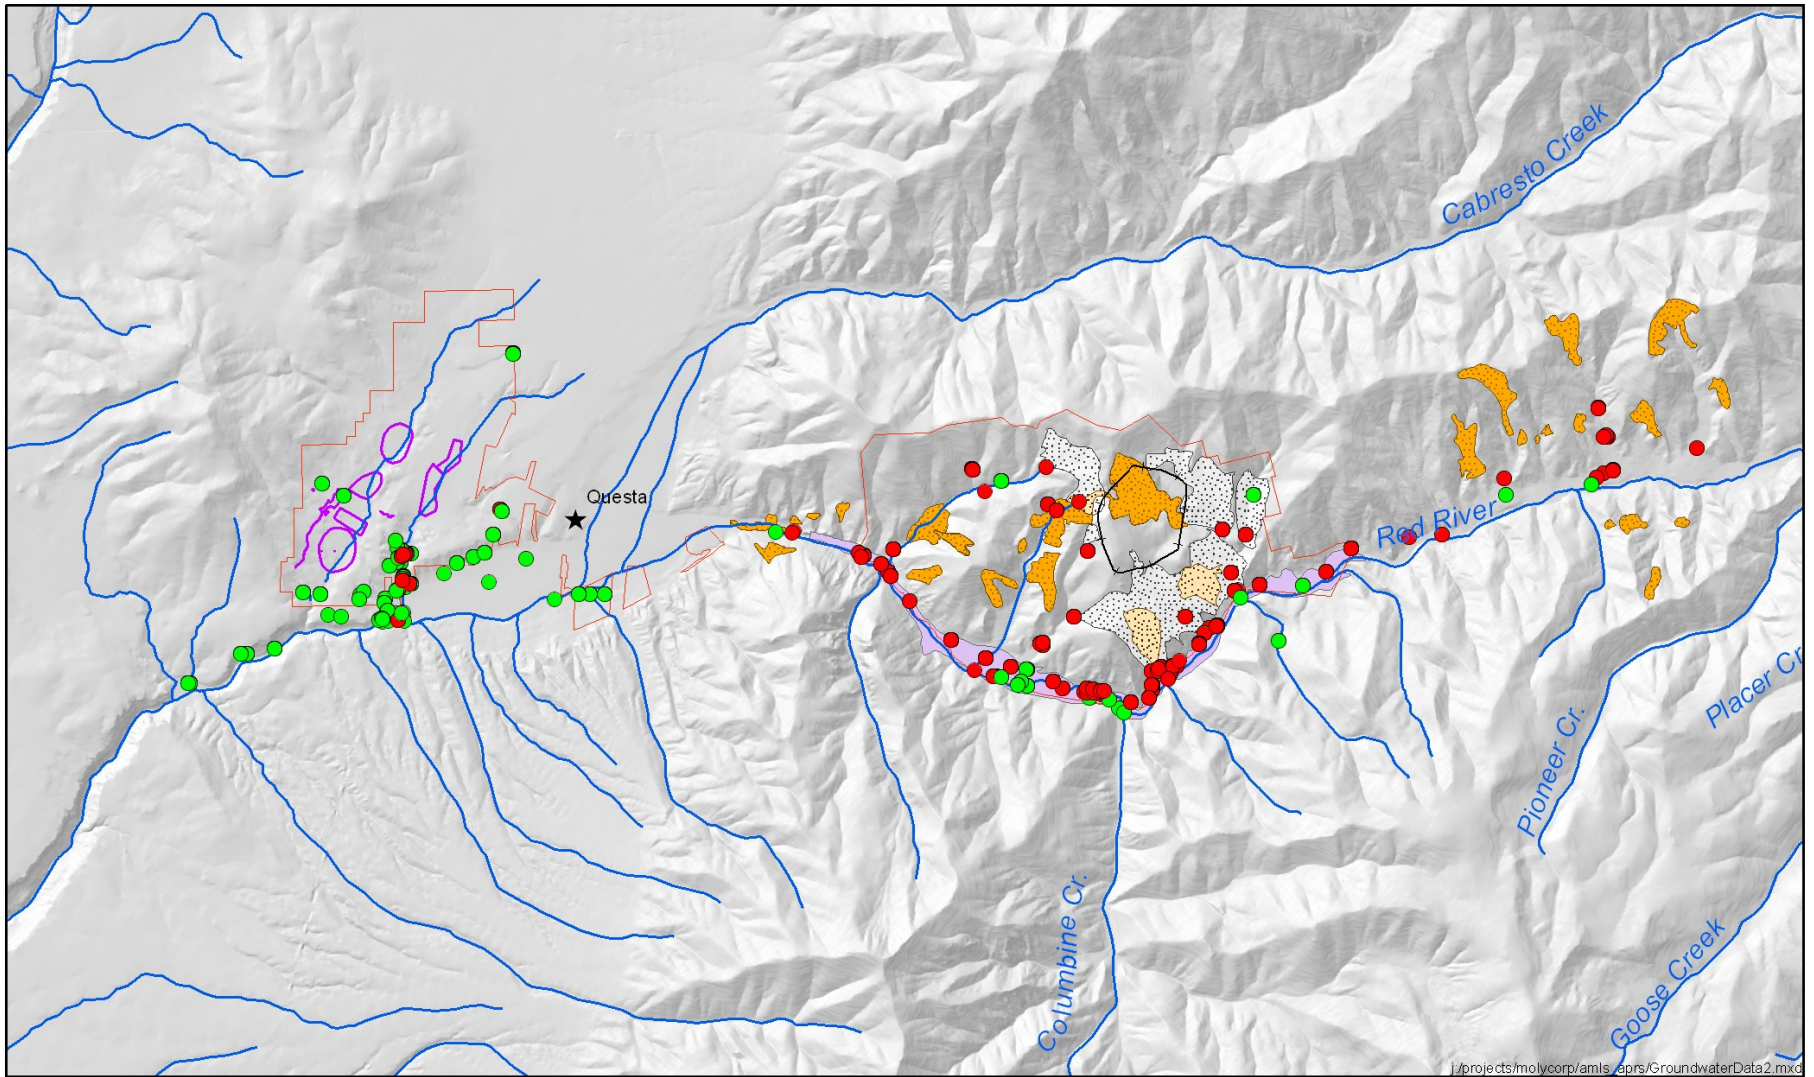 Cabresto Creek
Questa
Red River
Placer Cr.
Pioneer Cr.
Columbine Cr.
Goose Creek
j:/projects/molycorp/amls_aprs/GroundwaterData2.mxd